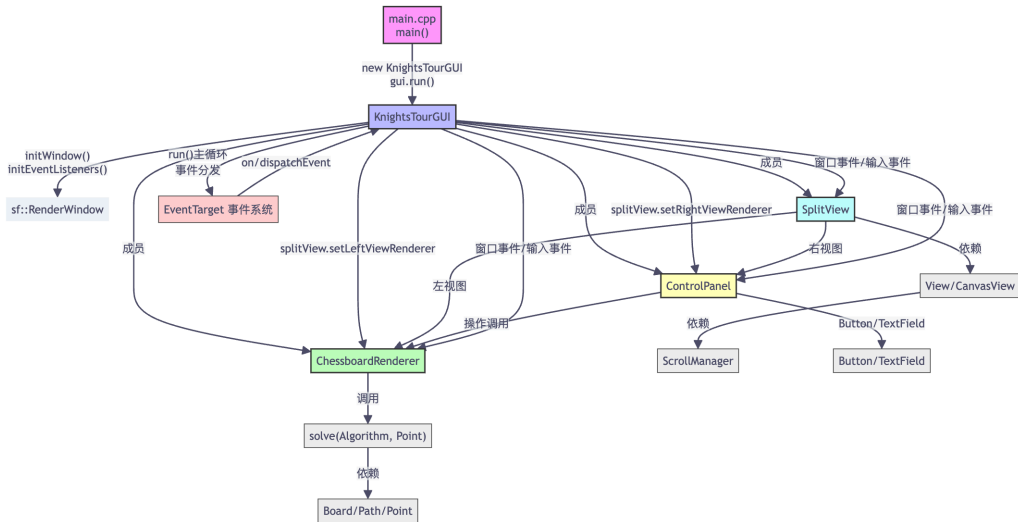 main.cpp
main()
new KnightsTourGUI
gui.run()
KnightsTourGUI
initWindow()
initEventListeners()
run()主循环
事件分发
on/dispatchEvent
成员
窗口事件/输入事件
sf::RenderWindow
EventTarget 事件系统
成员
splitView.setRightViewRenderer
SplitView
窗口事件/输入事件
成员
splitView.setLeftViewRenderer
窗口事件/输入事件
右视图
依赖
左视图
ControlPanel
View/CanvasView
操作调用
依赖
Button/TextField
ChessboardRenderer
ScrollManager
Button/TextField
调用
solve(Algorithm, Point)
依赖
Board/Path/Point